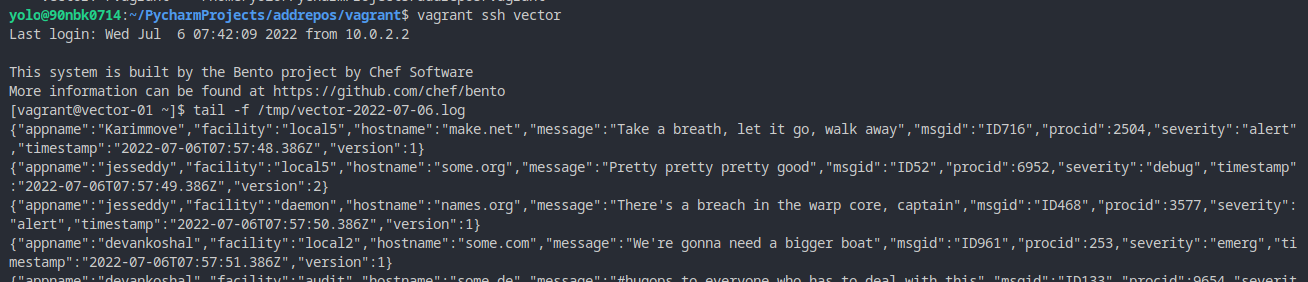 yolo@90nbk0714:~/PycharmProjects/addrepos/vagrant$ vagrant ssh vector
Last login: Wed Jul  6 07:42:09 2022 from 10.0.2.2
This system is built by the Bento project by Chef Software
More information can be found at https://github.com/chef/bento
[vagrant@vector-01 ~]$ tail -f /tmp/vector-2022-07-06.log
{"appname":"Karimmove","facility":"local5","hostname":"make.net","message":"Take a breath, let it go, walk away","msgid":"ID716","procid":2504,"severity":"alert"
,"timestamp":"2022-07-06T07:57:48.386Z","version":1}
{"appname":"jesseddy","facility":"local5","hostname":"some.org","message":"Pretty pretty pretty good","msgid":"ID52","procid":6952,"severity":"debug","timestamp"
:"2022-07-06T07:57:49.386Z","version":2}
{"appname":"jesseddy","facility":"daemon","hostname":"names.org","message":"There's a breach in the warp core, captain","msgid":"ID468","procid":3577,"severity":
"alert","timestamp":"2022-07-06T07:57:50.386Z","version":1}
{"appname":"devankoshal","facility":"local2","hostname":"some.com","message":"We're gonna need a bigger boat","msgid":"ID961","procid":253,"severity":"emerg","ti
mestamp":"2022-07-06T07:57:51.386Z","version":1}
{"appname":"devankoshal","facility":"audit","hostname":"some.de","message":"#hugops to everyone who has to deal with this","msgid":"ID133","procid":9654,"severit